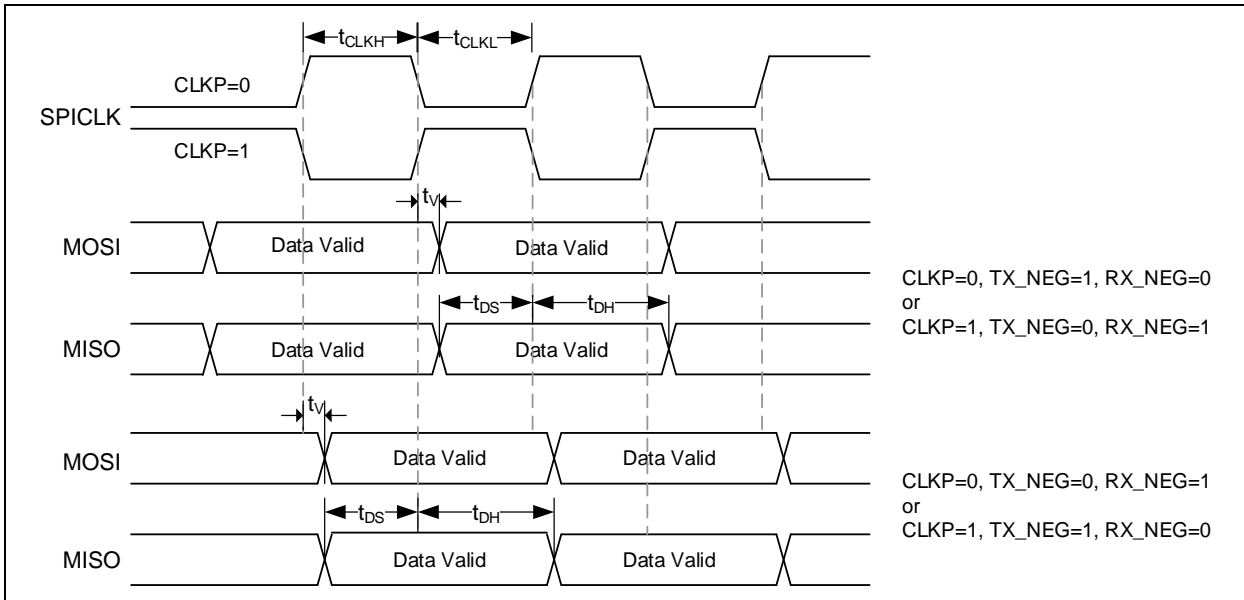 tCLKH
tCLKL
CLKP=0
SPICLK
CLKP=1
tV
MOSI
Data Valid
Data Valid
CLKP=0, TX_NEG=1, RX_NEG=0
or
CLKP=1, TX_NEG=0, RX_NEG=1
tDS
tDH
MISO
Data Valid
Data Valid
tV
MOSI
Data Valid
Data Valid
CLKP=0, TX_NEG=0, RX_NEG=1
or
CLKP=1, TX_NEG=1, RX_NEG=0
tDS
tDH
MISO
Data Valid
Data Valid